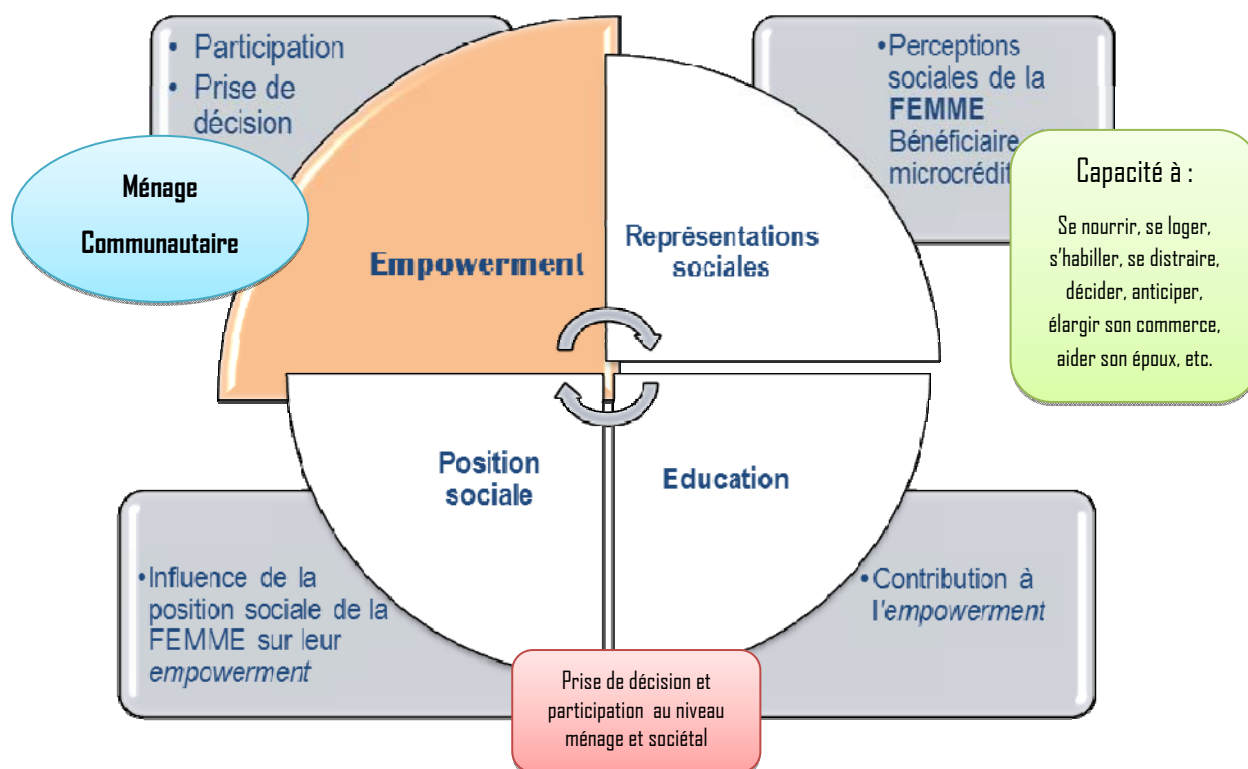 • Participation
• Prise de
décision
Ménage
Communautaire
Empowerment
•Perceptions
sociales de la
FEMME
Bénéficiaire
microcrédit
Capacité à :
Se nourrir, se loger,
s'habiller, se distraire,
décider, anticiper,
élargir son commerce,
aider son époux, etc.
Représentations
sociales
Position
sociale
Education
•Influence de la
position sociale de la
FEMME sur leur
empowerment
•Contribution à
l'empowerment
Prise de décision et
participation au niveau
ménage et sociétal